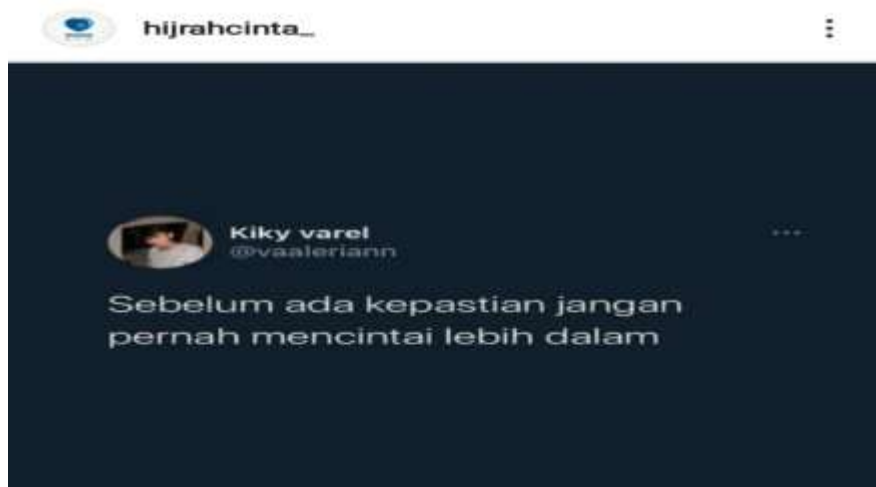 hijrahcinta_
Kiky varel
@vaaleriann
Sebelum ada kepastian jangan
pernah mencintai lebih dalam